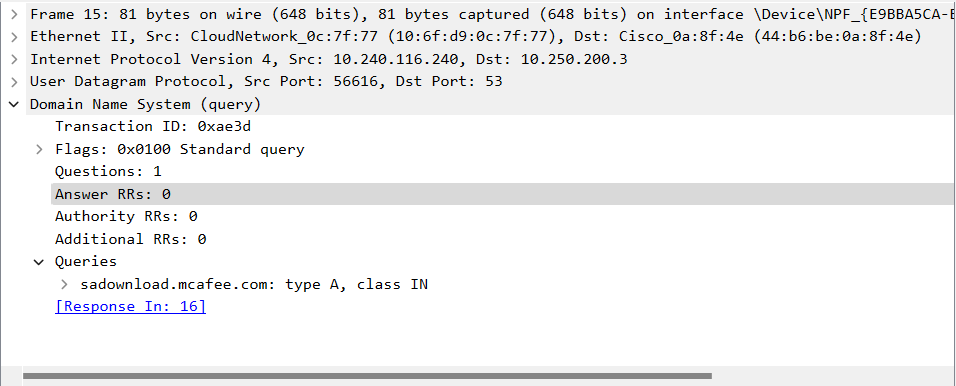 Frame 15: 81 bytes on wire (648 bits), 81 bytes captured (648 bits) on interface \Device\NPF_{E9BBA5CA-
Ethernet II, Src: CloudNetwork_0c:7f:77 (10:6f:d9:0c:7f:77), Dst: Cisco_0a:8f:4e (44:b6:be:0a:8f:4e)
Internet Protocol Version 4, Src: 10.240.116.240, Dst: 10.250.200.3
User Datagram Protocol, Src Port: 56616, Dst Port: 53
Domain Name System (query)
Transaction ID: 0xae3d
Flags: 0x0100 Standard query
Questions: 1
Answer RRs: 0
Authority RRs: 0
Additional RRs: 0
Queries
sadownload.mcafee.com: type A, class IN
[Response In: 16]